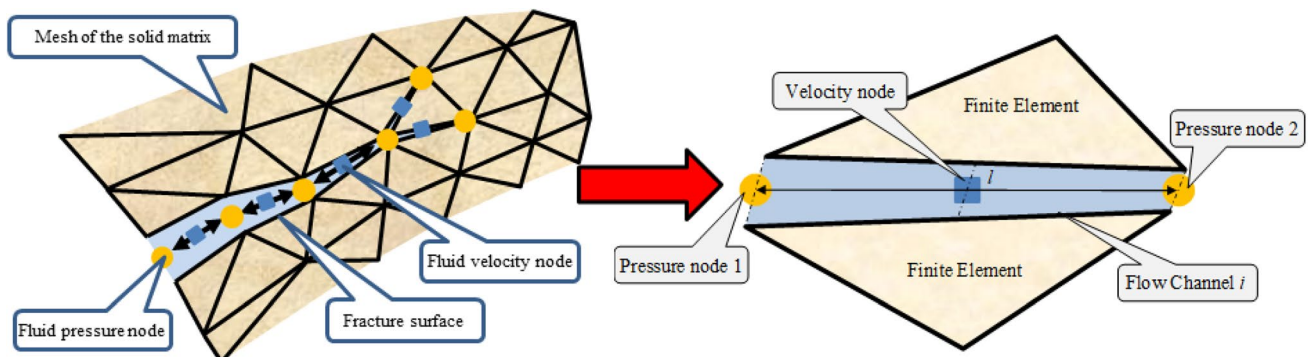 Mesh of the solid matrix
Fluid velocity node
Fluid pressure node
Fracture surface
Velocity node
Finite Element
Pressure node 2
l
Pressure node 1
Finite Element
Flow Channel i